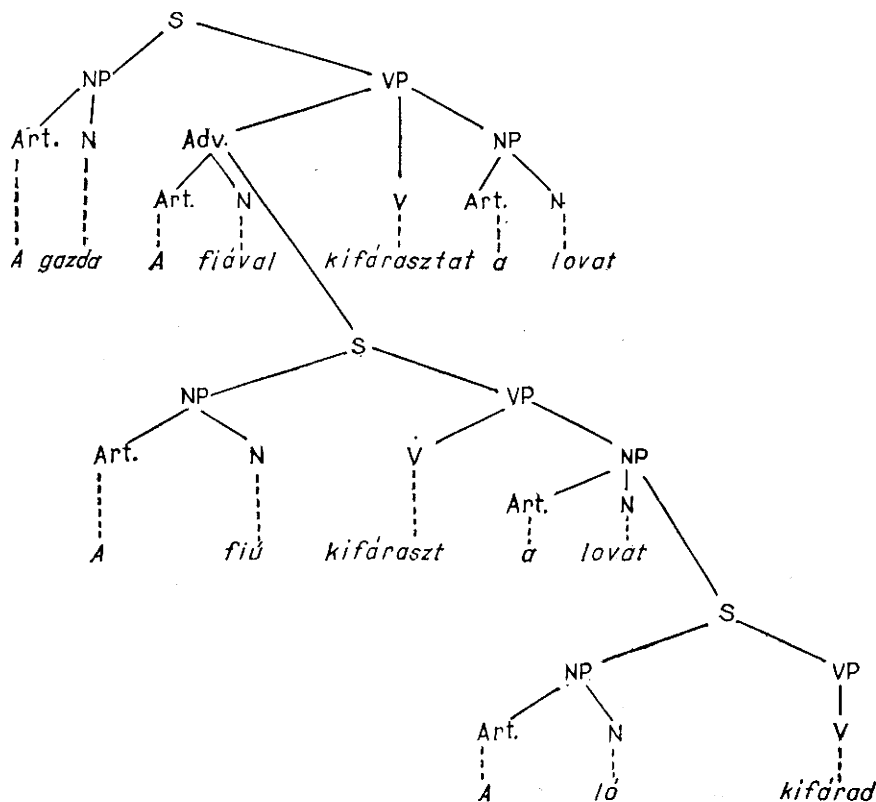 S
NP VP
Art. N Adv. NP
Art. N V Art. N
A gazda A fiával kifárasztat a lovat
S
NP VP
Art. N V NP
Art. N
A fiú kifáraszt a lovat
S
NP VP
Art. N V
A ló kifárad